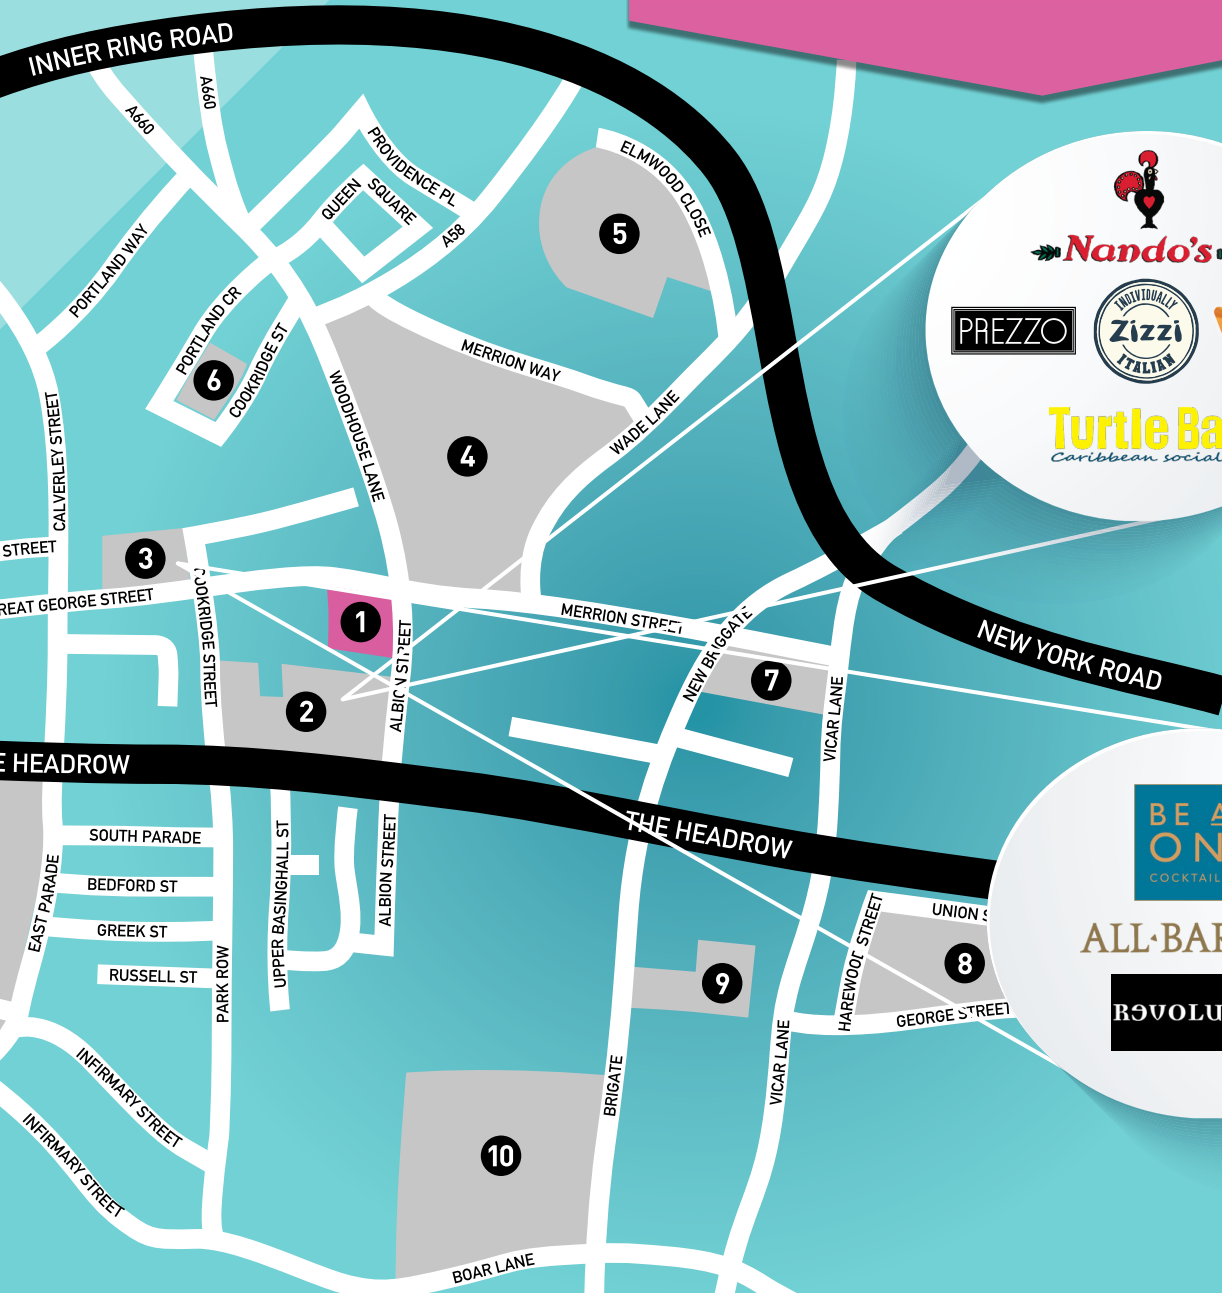 INNER RING ROAD
A660
A660
PROVIDENCE PL
QUEEN
SQUARE
A58
ELMWOOD CLOSE
5
PORTLAND WAY
PORTLAND CR
COOKRIDGE ST
6
MERRION WAY
WOODHOUSE LANE
WADE LANE
4
CALVERLEY STREET
STREET
3
REAT GEORGE STREET
COOKRIDGE STREET
1
ALBION STREET
2
MERRION STREET
NEW BRIGGATE
7
VICAR LANE
NEW YORK ROAD
Nando's
PREZZO
INDIVIDUALLY
Zizzi
ITALIAN
Turtle Ba
Caribbean social
E HEADROW
THE HEADROW
SOUTH PARADE
BEDFORD ST
GREEK ST
RUSSELL ST
EAST PARADE
PARK ROW
UPPER BASINGHALL ST
ALBION STREET
BE A
ON
COCKTAIL
ALL·BAR
REVOLU
UNION S
HAREWOOD STREET
8
GEORGE STREET
9
BRIGATE
VICAR LANE
INFIRMARY STREET
INFIRMARY STREET
10
BOAR LANE